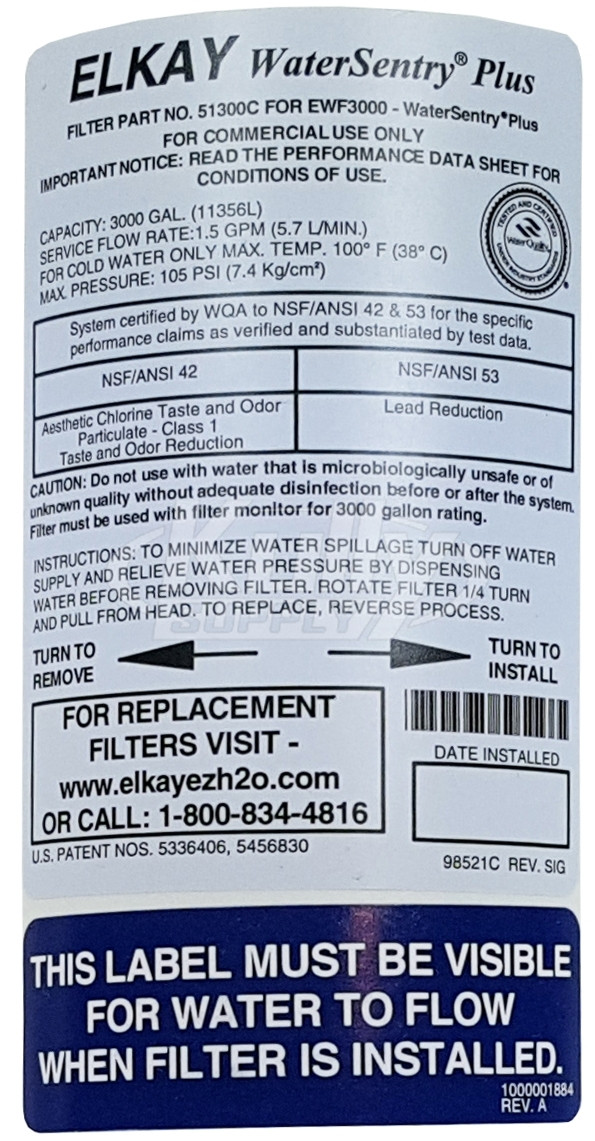 ELKAY WaterSentry® Plus
FILTER PART NO. 51300C FOR EWF3000 - WaterSentry®Plus
FOR COMMERCIAL USE ONLY
IMPORTANT NOTICE: READ THE PERFORMANCE DATA SHEET FOR
CONDITIONS OF USE.
CAPACITY: 3000 GAL. (11356L)
SERVICE FLOW RATE:1.5 GPM (5.7 L/MIN.)
FOR COLD WATER ONLY MAX. TEMP. 100° F (38° C)
MAX. PRESSURE: 105 PSI (7.4 Kg/cm²)
TESTED AND CERTIFIED
Water Quality
UNDER INDUSTRY STANDARDS
System certified by WQA to NSF/ANSI 42 & 53 for the specific
performance claims as verified and substantiated by test data.
NSF/ANSI 42
NSF/ANSI 53
Aesthetic Chlorine Taste and Odor
Particulate - Class 1
Taste and Odor Reduction
Lead Reduction
CAUTION: Do not use with water that is microbiologically unsafe or of
unknown quality without adequate disinfection before or after the system.
Filter must be used with filter monitor for 3000 gallon rating.
INSTRUCTIONS: TO MINIMIZE WATER SPILLAGE TURN OFF WATER
SUPPLY AND RELIEVE WATER PRESSURE BY DISPENSING
WATER BEFORE REMOVING FILTER. ROTATE FILTER 1/4 TURN
AND PULL FROM HEAD. TO REPLACE, REVERSE PROCESS.
Kelly
SUPPLY
TURN TO
REMOVE
TURN TO
INSTALL
FOR REPLACEMENT
FILTERS VISIT -
www.elkayezh2o.com
OR CALL: 1-800-834-4816
DATE INSTALLED
U.S. PATENT NOS. 5336406, 5456830
98521C REV. SIG
THIS LABEL MUST BE VISIBLE
FOR WATER TO FLOW
WHEN FILTER IS INSTALLED.
1000001884
REV. A